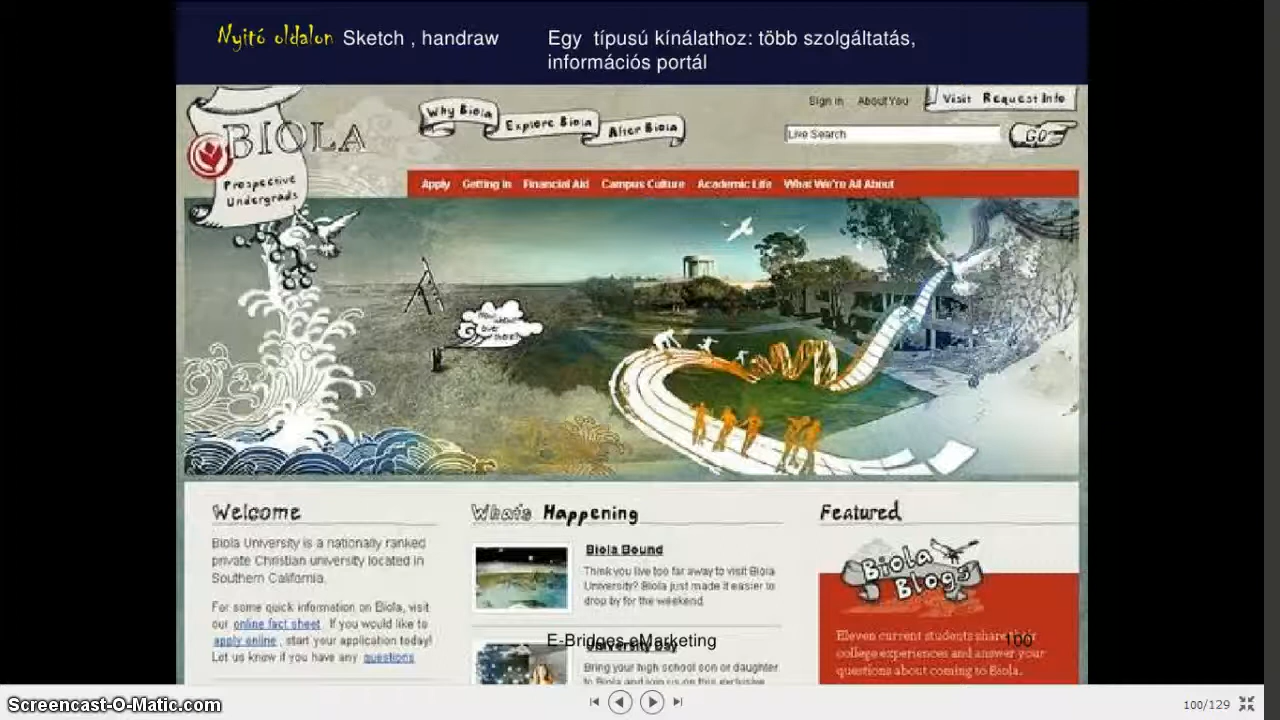 Nyitó oldalon Sketch , handraw
Egy típusú kínálathoz: több szolgáltatás,
információs portál
Why Biola
Explore Biola
After Biola
Sign in About You
Visit Request Info
BIOLA
Live Search
GO
Prospective
Undergrads
Apply Getting In Financial Aid Campus Culture Academic Life What We're All About
over
there?
Welcome
Biola University is a nationally ranked
private Christian university located in
Southern California.
For some quick information on Biola, visit
our online fact sheet. If you would like to
apply online, start your application today!
Let us know if you have any questions
Whats Happening
Biola Bound
Think you live too far away to visit Biola
University? Biola just made it easier to
drop by for the weekend.
E-Bridges eMarketing
University Day
Bring your high school son or daughter
to Biola and join us on this exclusive
Featured
Biola
Blogs
Eleven current students share their
college experiences and answer your
questions about coming to Biola.
100
Screencast-O-Matic.com
100/129